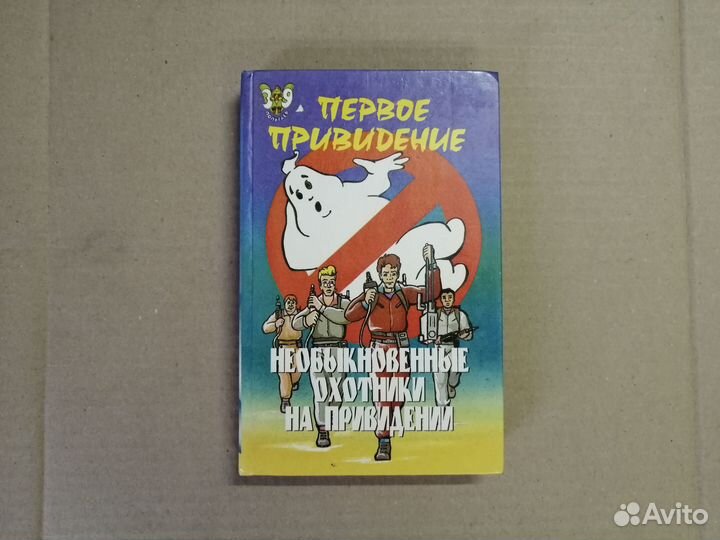 ПЕРВОЕ
ПРИВИДЕНИЕ
НЕОБЫКНОВЕННЫЕ
ОХОТНИКИ
НА ПРИВИДЕНИЙ
Avito